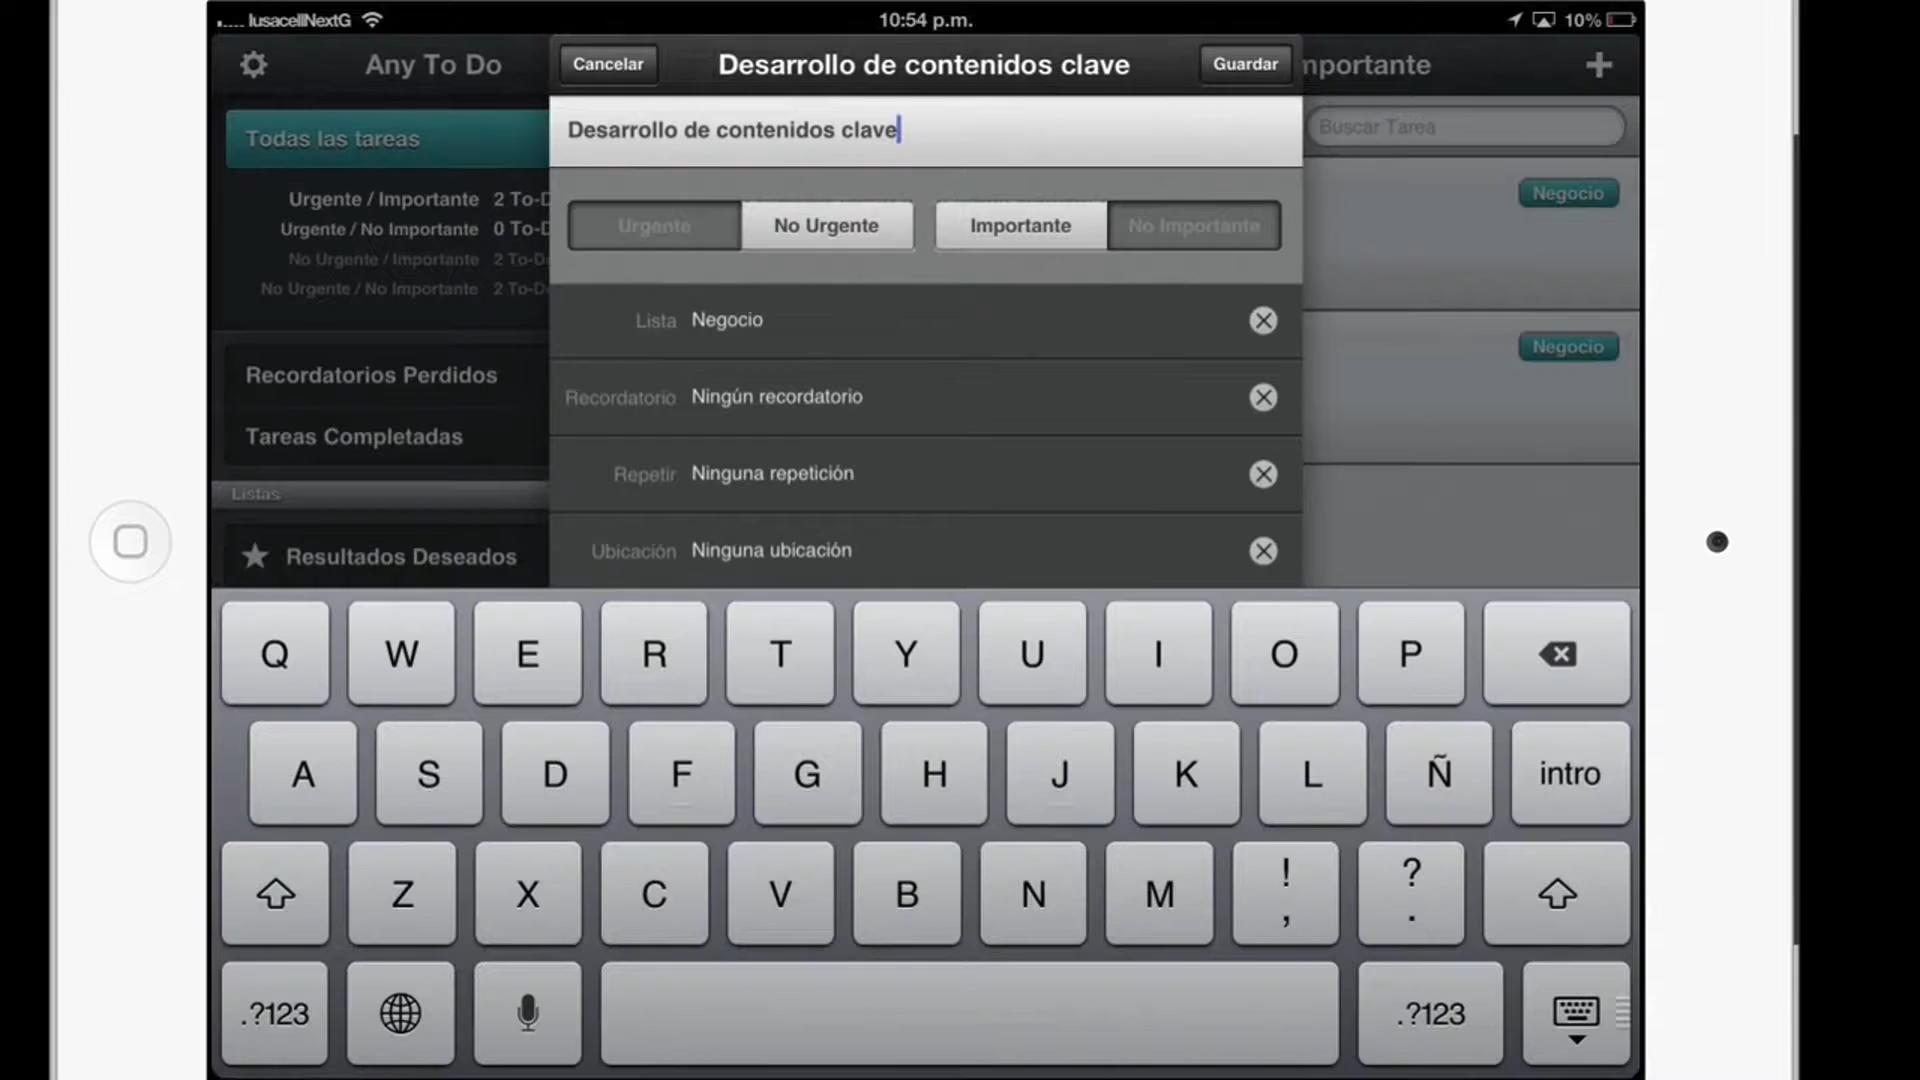 IusacellNextG
10:54 p.m.
10%
Any To Do
Cancelar
Desarrollo de contenidos clave
Guardar
mportante
Todas las tareas
Desarrollo de contenidos clave
Buscar Tarea
Urgente / Importante 2 To-D
Urgente / No Importante 0 To-D
No Urgente / Importante 2 To-D
No Urgente / No Importante 2 To-D
Urgente
No Urgente
Importante
No Importante
Negocio
Lista Negocio
Negocio
Recordatorios Perdidos
Recordatorio Ningún recordatorio
Tareas Completadas
Repetir Ninguna repetición
Listas
Resultados Deseados
Ubicación Ninguna ubicación
Q W E R T Y U I O P
A S D F G H J K L Ñ intro
Z X C V B N M ! , ? .
.?123 .?123